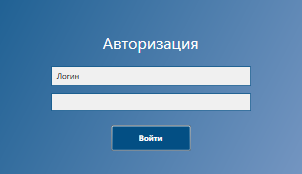 Авторизация
Логин
Войти